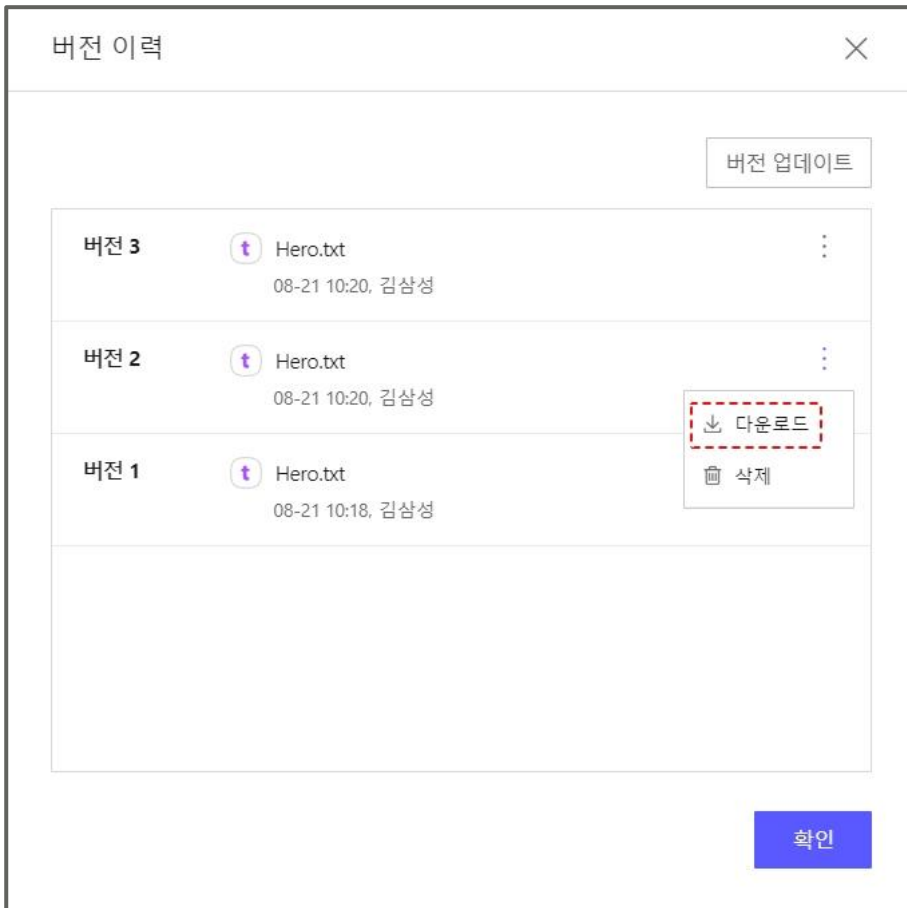 버전 이력
버전 업데이트
버전 3
t Hero.txt
08-21 10:20, 김삼성
버전 2
t Hero.txt
08-21 10:20, 김삼성
다운로드
삭제
버전 1
t Hero.txt
08-21 10:18, 김삼성
확인